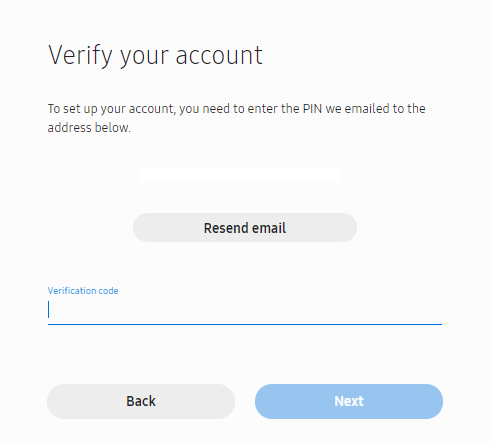 Verify your account
To set up your account, you need to enter the PIN we emailed to the
address below.
Resend email
Verification code
Back
Next